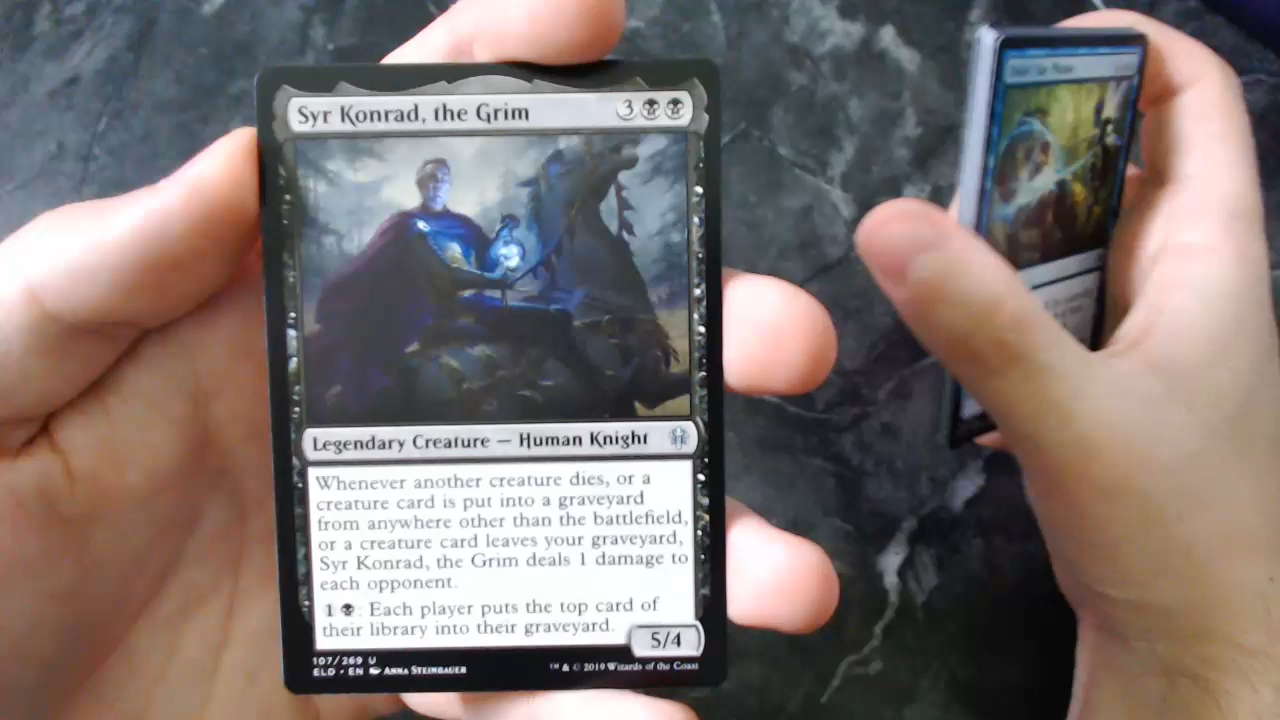 Syr Konrad, the Grim 3
Legendary Creature — Human Knight
Whenever another creature dies, or a
creature card is put into a graveyard
from anywhere other than the battlefield,
or a creature card leaves your graveyard,
Syr Konrad, the Grim deals 1 damage to
each opponent.
1 : Each player puts the top card of
their library into their graveyard.
5/4
107/269 U
ELD • EN Anna Steinbauer
™ & © 2019 Wizards of the Coast